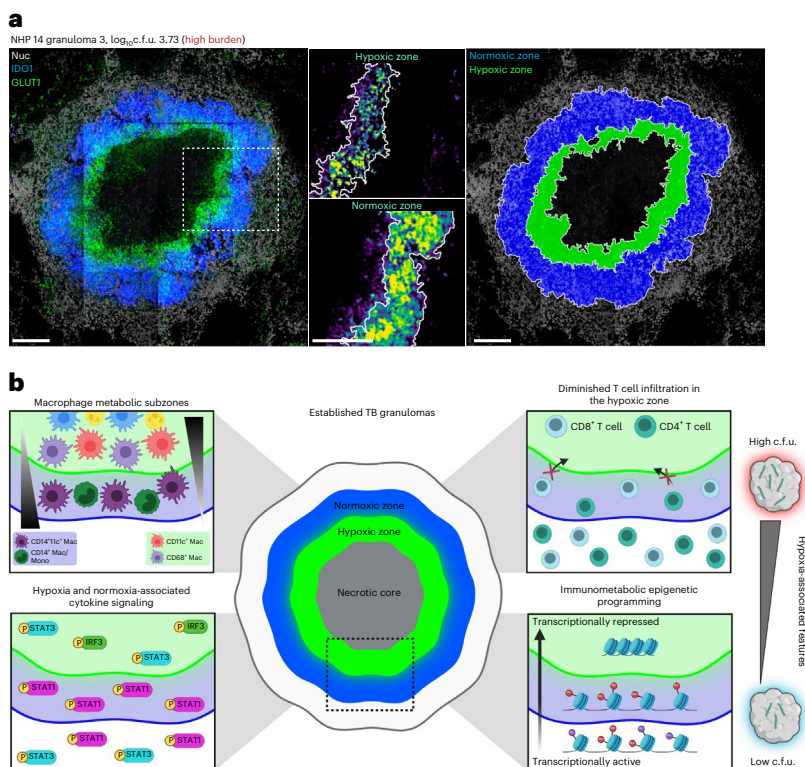 a
NHP 14 granuloma 3, log10c.f.u. 3.73 (high burden)
Nuc
IDO1
GLUT1
Hypoxic zone
Normoxic zone
Normoxic zone
Hypoxic zone
b
Macrophage metabolic subzones
CD14⁺11c⁺ Mac
CD14⁺ Mac/
Mono
CD11c⁺ Mac
CD68⁺ Mac
Established TB granulomas
Normoxic zone
Hypoxic zone
Necrotic core
Diminished T cell infiltration in
the hypoxic zone
CD8⁺ T cell
CD4⁺ T cell
High c.f.u.
Hypoxia-associated features
Low c.f.u.
Hypoxia and normoxia-associated
cytokine signaling
P STAT3
P IRF3
P IRF3
P STAT3
P STAT1
P STAT1
P STAT1
P STAT1
P STAT1
P STAT1
P STAT3
P STAT3
Immunometabolic epigenetic
programming
Transcriptionally repressed
Transcriptionally active